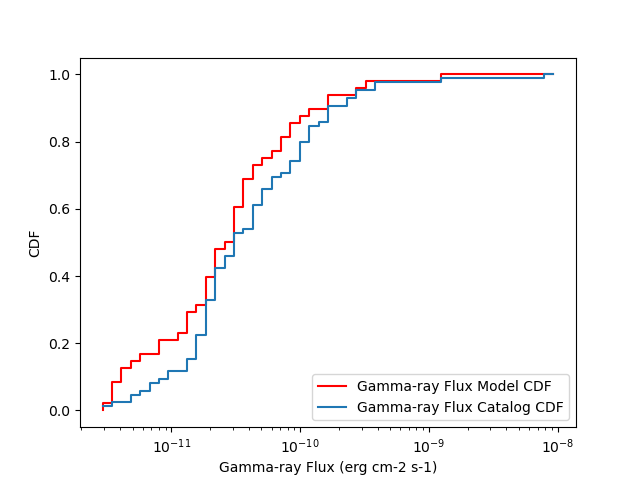 1.0
0.8
0.6
0.4
0.2
0.0
CDF
10⁻¹¹
10⁻¹⁰
10⁻⁹
10⁻⁸
Gamma-ray Flux (erg cm-2 s-1)
Gamma-ray Flux Model CDF
Gamma-ray Flux Catalog CDF